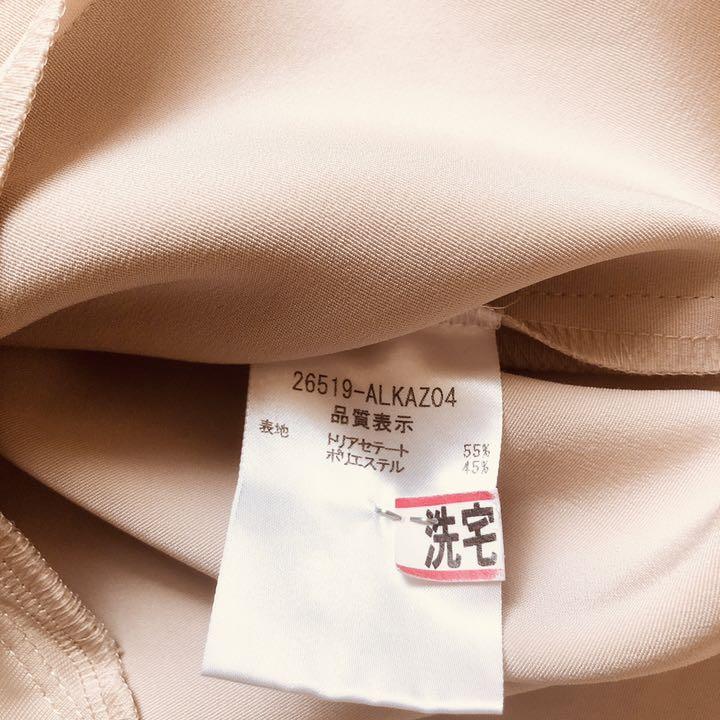 26519-ALKAZ04
品質表示
表地 トリアセテート 55%
ポリエステル 45%
洗宅